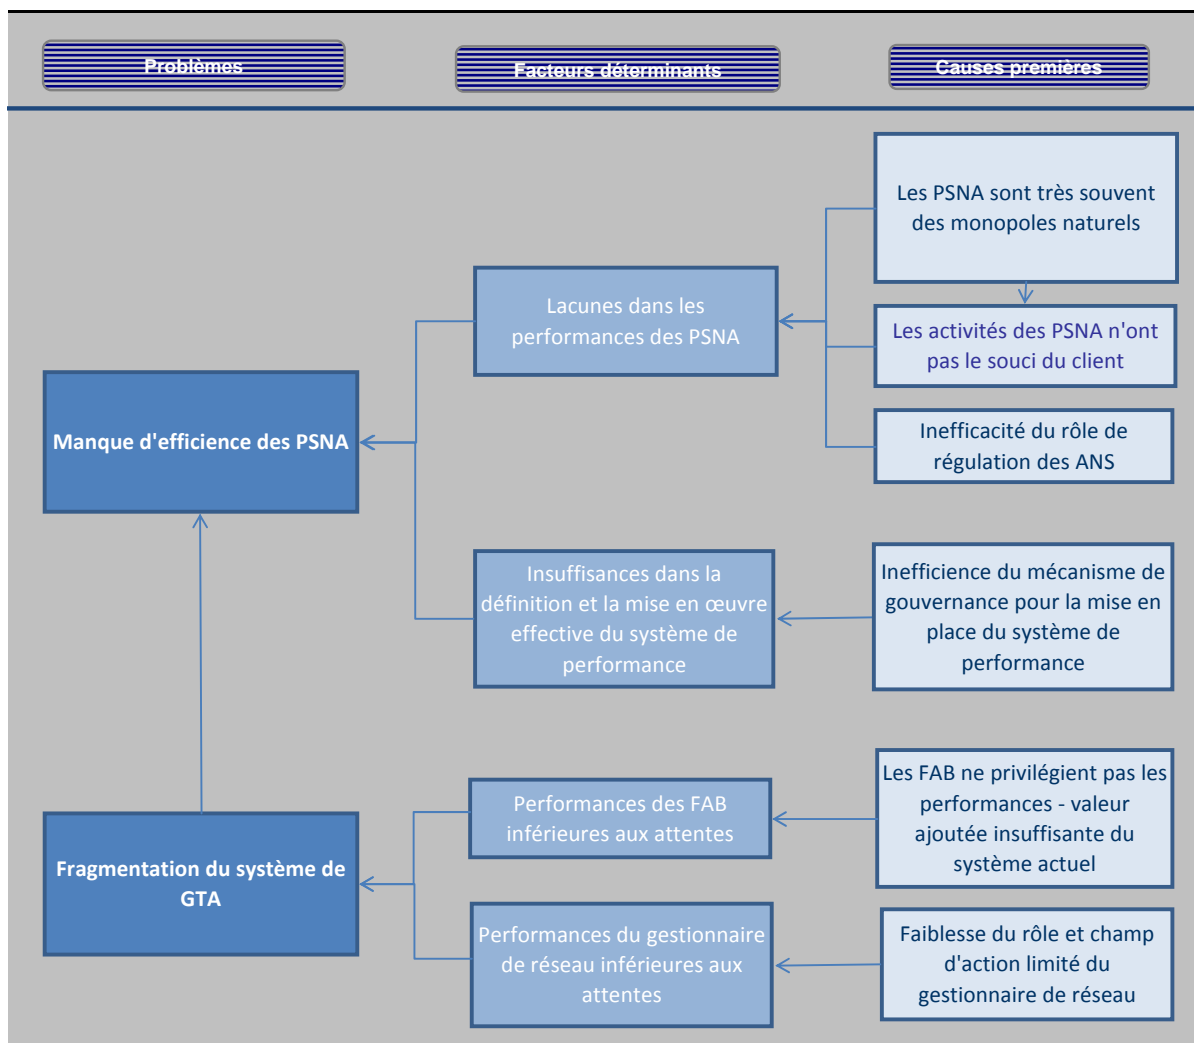 Problèmes
Facteurs déterminants
Causes premières
Les PSNA sont très souvent
des monopoles naturels
Lacunes dans les
performances des PSNA
Les activités des PSNA n'ont
pas le souci du client
Manque d'efficience des PSNA
Inefficacité du rôle de
régulation des ANS
Insuffisances dans la
définition et la mise en œuvre
effective du système de
performance
Inefficience du mécanisme de
gouvernance pour la mise en
place du système de
performance
Performances des FAB
inférieures aux attentes
Les FAB ne privilégient pas les
performances - valeur
ajoutée insuffisante du
système actuel
Fragmentation du système de
GTA
Performances du gestionnaire
de réseau inférieures aux
attentes
Faiblesse du rôle et champ
d'action limité du
gestionnaire de réseau